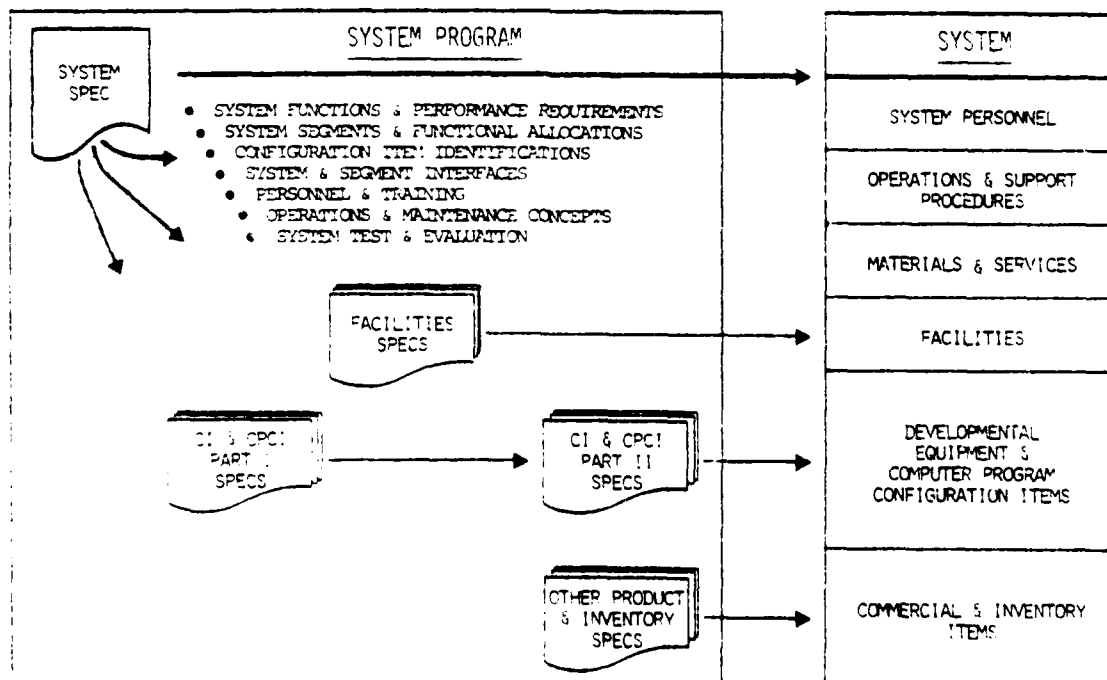 SYSTEM PROGRAM
SYSTEM
SPEC
• SYSTEM FUNCTIONS & PERFORMANCE REQUIREMENTS
• SYSTEM SEGMENTS & FUNCTIONAL ALLOCATIONS
• CONFIGURATION ITEM IDENTIFICATIONS
• SYSTEM & SEGMENT INTERFACES
• PERSONNEL & TRAINING
• OPERATIONS & MAINTENANCE CONCEPTS
• SYSTEM TEST & EVALUATION
FACILITIES
SPECS
CI & CPCI
PART I
SPECS
CI & CPCI
PART II
SPECS
OTHER PRODUCT
& INVENTORY
SPECS
SYSTEM
SYSTEM PERSONNEL
OPERATIONS & SUPPORT
PROCEDURES
MATERIALS & SERVICES
FACILITIES
DEVELOPMENTAL
EQUIPMENT &
COMPUTER PROGRAM
CONFIGURATION ITEMS
COMMERCIAL & INVENTORY
ITEMS